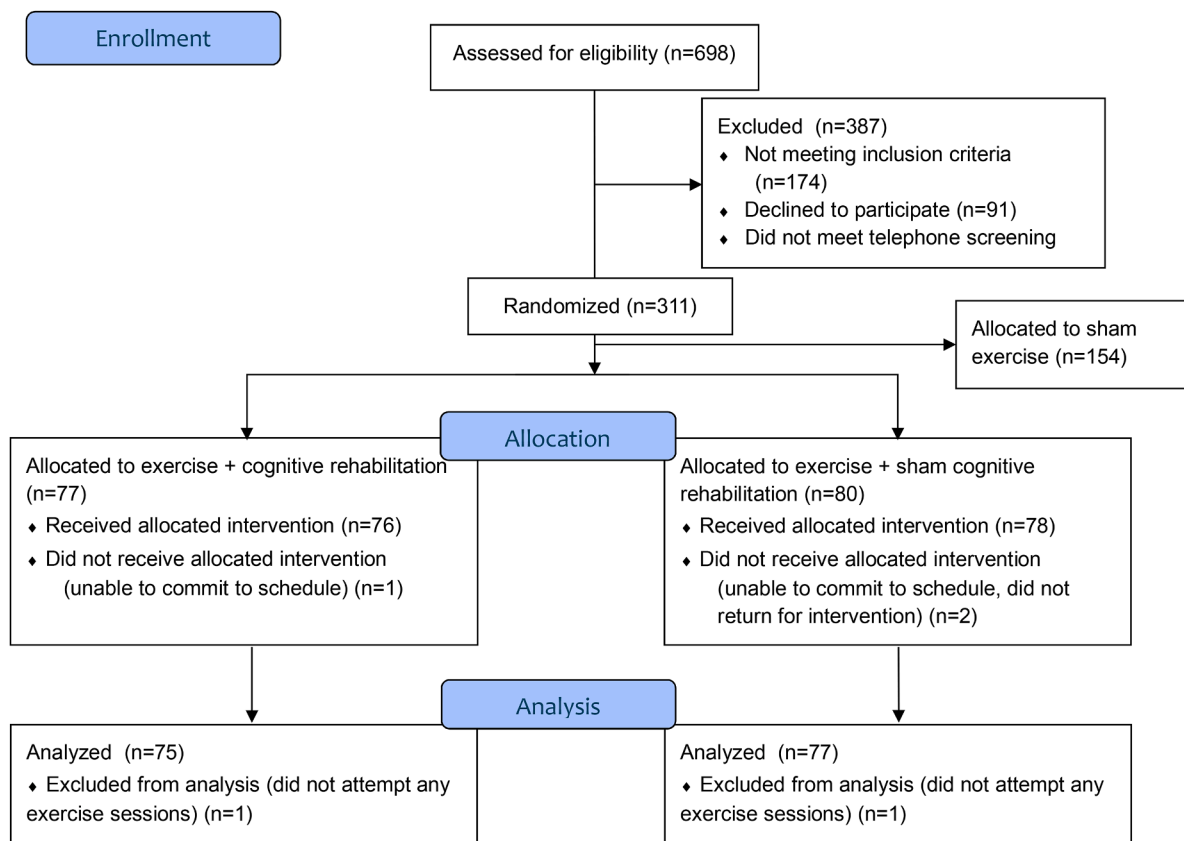 Enrollment
Assessed for eligibility (n=698)
Excluded (n=387)
♦ Not meeting inclusion criteria
(n=174)
♦ Declined to participate (n=91)
♦ Did not meet telephone screening
Randomized (n=311)
Allocated to sham
exercise (n=154)
Allocation
Allocated to exercise + cognitive rehabilitation
(n=77)
♦ Received allocated intervention (n=76)
♦ Did not receive allocated intervention
(unable to commit to schedule) (n=1)
Allocated to exercise + sham cognitive
rehabilitation (n=80)
♦ Received allocated intervention (n=78)
♦ Did not receive allocated intervention
(unable to commit to schedule, did not
return for intervention) (n=2)
Analysis
Analyzed (n=75)
♦ Excluded from analysis (did not attempt any
exercise sessions) (n=1)
Analyzed (n=77)
♦ Excluded from analysis (did not attempt any
exercise sessions) (n=1)